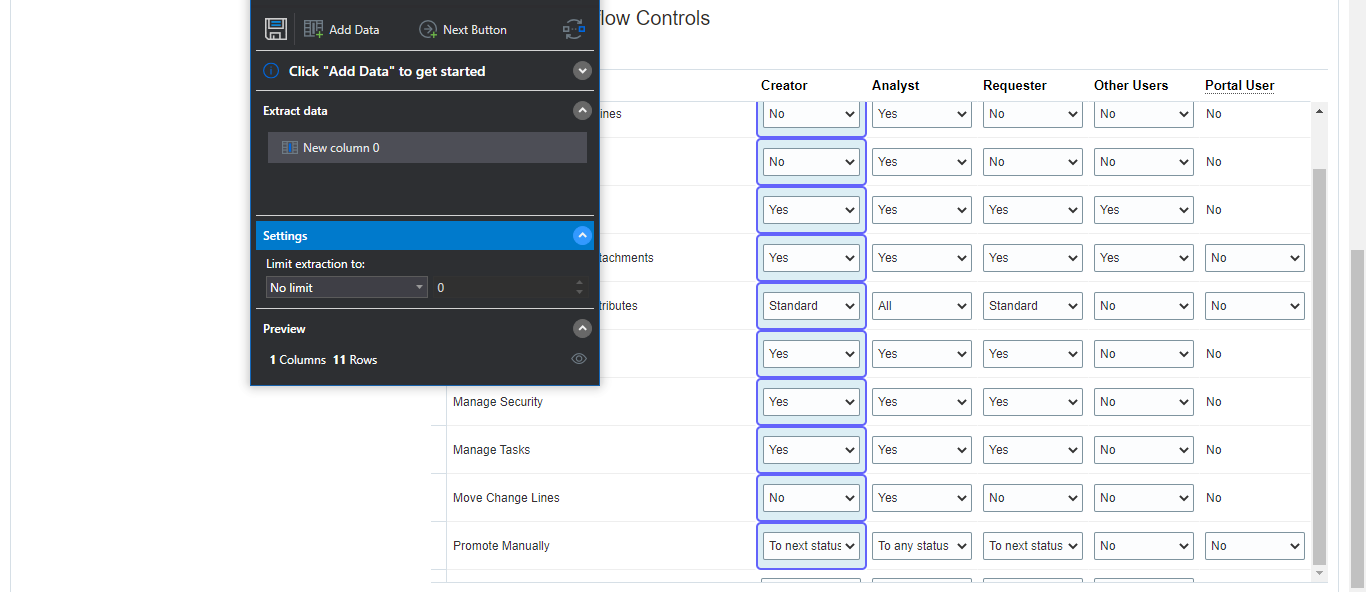 flow Controls
Add Data Next Button
Click "Add Data" to get started
Extract data
New column 0
Settings
Limit extraction to:
No limit 0
Preview
1 Columns 11 Rows
Creator Analyst Requester Other Users Portal User
ines No Yes No No No
No Yes No No No
Yes Yes Yes Yes No
tachments Yes Yes Yes Yes No
tributes Standard All Standard No No
Yes Yes Yes No No
Manage Security Yes Yes Yes No No
Manage Tasks Yes Yes Yes No No
Move Change Lines No Yes No No No
Promote Manually To next status To any status To next status No No